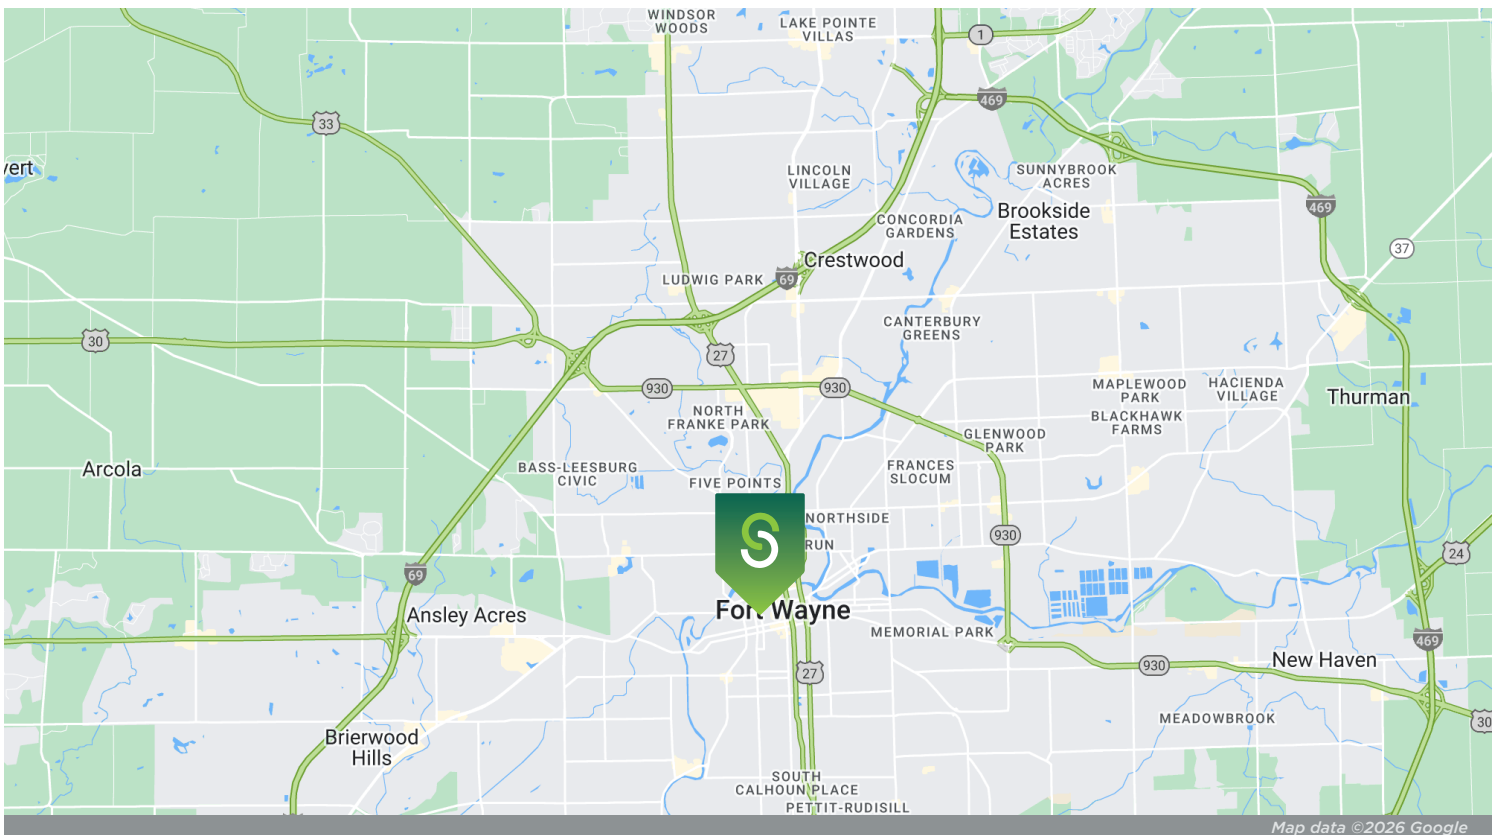 WINDSOR
WOODS
LAKE POINTE
VILLAS
1
33
469
vert
LINCOLN
VILLAGE
SUNNYBROOK
ACRES
469
Brookside
Estates
CONCORDIA
GARDENS
37
Crestwood
LUDWIG PARK
69
CANTERBURY
GREENS
30
27
930
930
MAPLEWOOD
PARK
HACIENDA
VILLAGE
Thurman
NORTH
FRANKE PARK
BLACKHAWK
FARMS
GLENWOOD
PARK
Arcola
BASS-LEESBURG
CIVIC
FRANCES
SLOCUM
FIVE POINTS
NORTHSIDE
930
RUN
24
69
Fort Wayne
Ansley Acres
MEMORIAL PARK
469
New Haven
930
27
MEADOWBROOK
30
Brierwood
Hills
SOUTH
CALHOUN PLACE
PETTIT-RUDISILL
Map data ©2026 Google